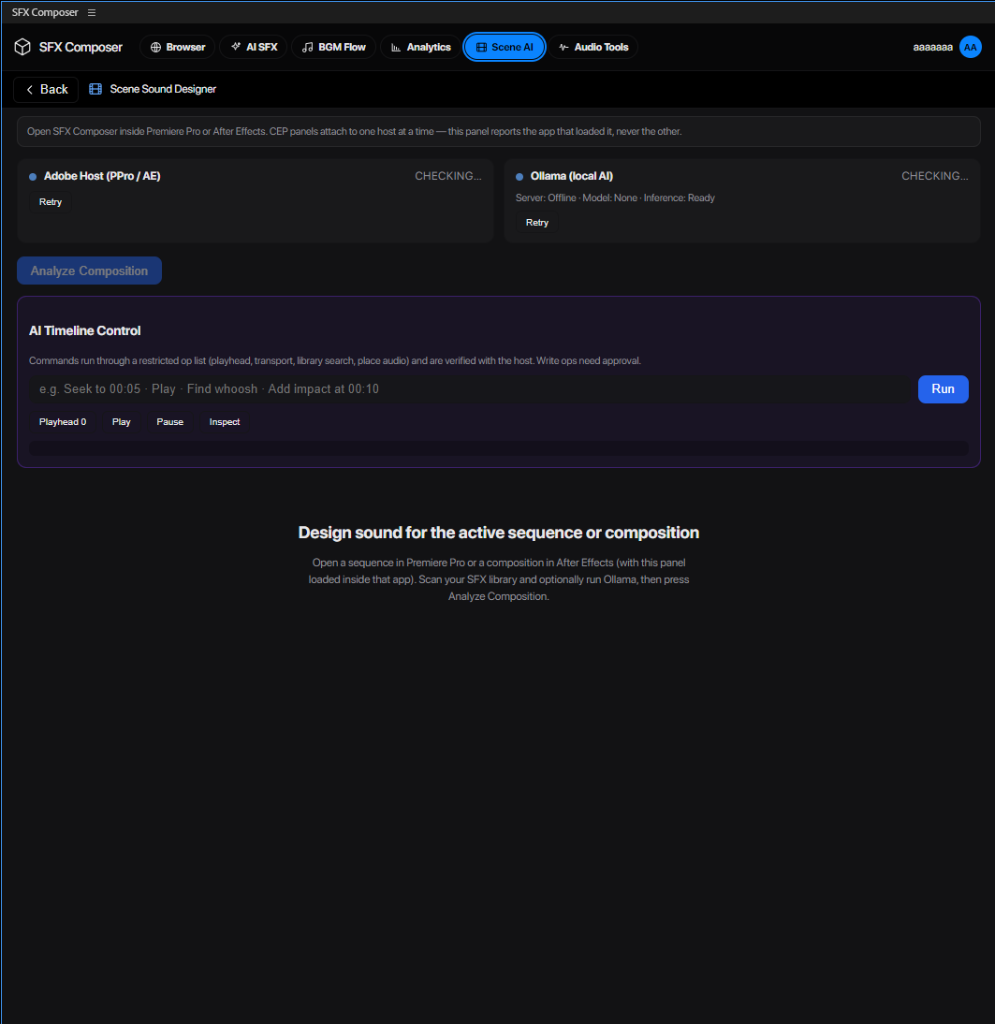 SFX Composer
SFX Composer
Browser
AI SFX
BGM Flow
Analytics
Scene AI
Audio Tools
aaaaaaa
AA
Back
Scene Sound Designer
Open SFX Composer inside Premiere Pro or After Effects. CEP panels attach to one host at a time — this panel reports the app that loaded it, never the other.
Adobe Host (PPro / AE)
CHECKING...
Retry
Ollama (local AI)
CHECKING...
Server: Offline · Model: None · Inference: Ready
Retry
Analyze Composition
AI Timeline Control
Commands run through a restricted op list (playhead, transport, library search, place audio) and are verified with the host. Write ops need approval.
e.g. Seek to 00:05 · Play · Find whoosh · Add impact at 00:10
Run
Playhead 0
Play
Pause
Inspect
Design sound for the active sequence or composition
Open a sequence in Premiere Pro or a composition in After Effects (with this panel
loaded inside that app). Scan your SFX library and optionally run Ollama, then press
Analyze Composition.